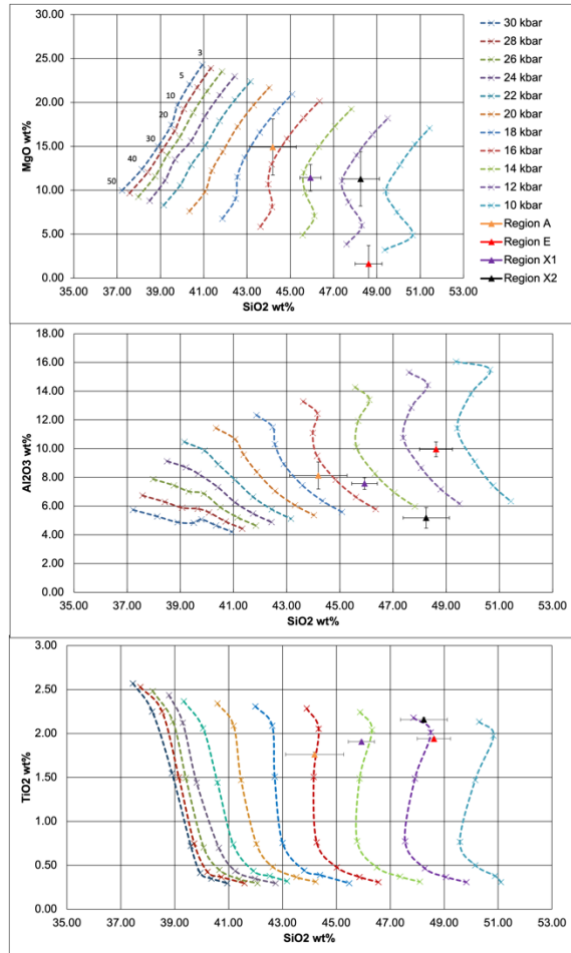 30.00
25.00
20.00
15.00
10.00
5.00
0.00
MgO wt%
3
5
10
20
30
40
50
35.00 37.00 39.00 41.00 43.00 45.00 47.00 49.00 51.00 53.00
SiO2 wt%
30 kbar
28 kbar
26 kbar
24 kbar
22 kbar
20 kbar
18 kbar
16 kbar
14 kbar
12 kbar
10 kbar
Region A
Region E
Region X1
Region X2
18.00
16.00
14.00
12.00
10.00
8.00
6.00
4.00
2.00
0.00
Al2O3 wt%
35.00 37.00 39.00 41.00 43.00 45.00 47.00 49.00 51.00 53.00
SiO2 wt%
3.00
2.50
2.00
1.50
1.00
0.50
0.00
TiO2 wt%
35.00 37.00 39.00 41.00 43.00 45.00 47.00 49.00 51.00 53.00
SiO2 wt%